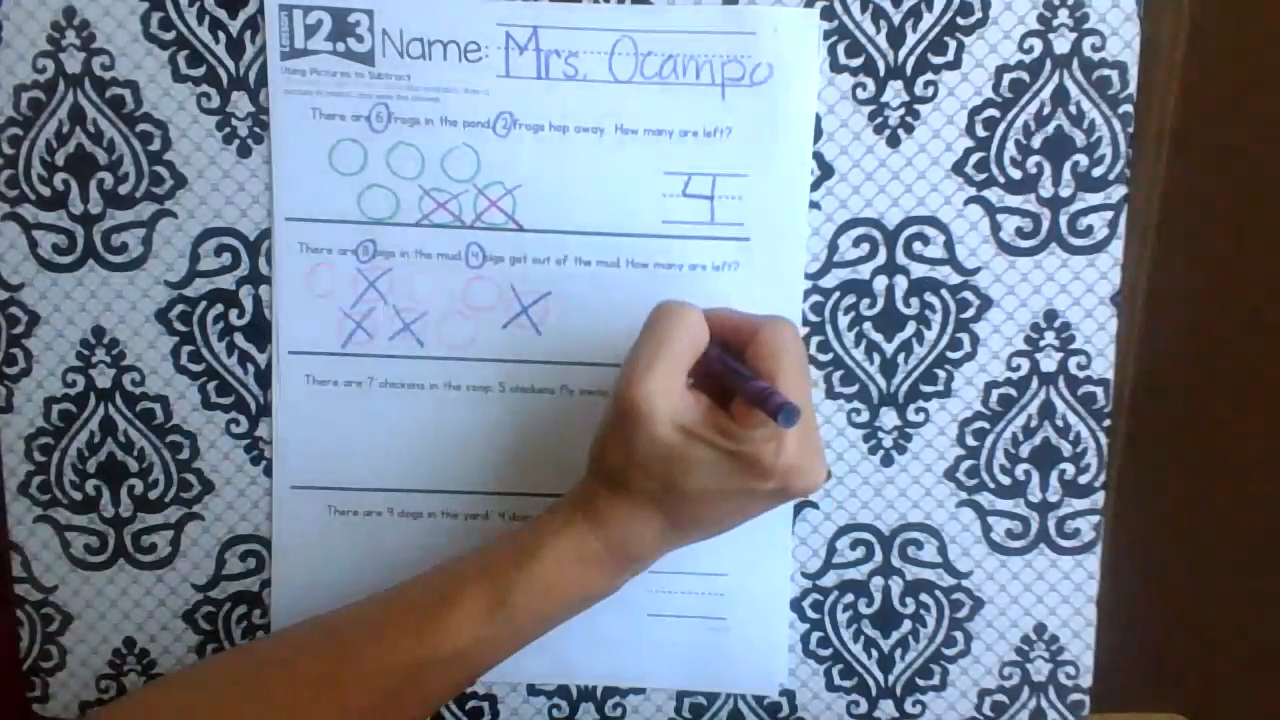 Lesson 12.3 Name: Mrs. Ocampo
Using Pictures to Subtract
There are 6 frogs in the pond. 2 frogs hop away. How many are left?
4
There are 8 pigs in the mud. 4 pigs get out of the mud. How many are left?
There are 7 chickens in the coop. 5 chickens fly away.
There are 9 dogs in the yard. 4